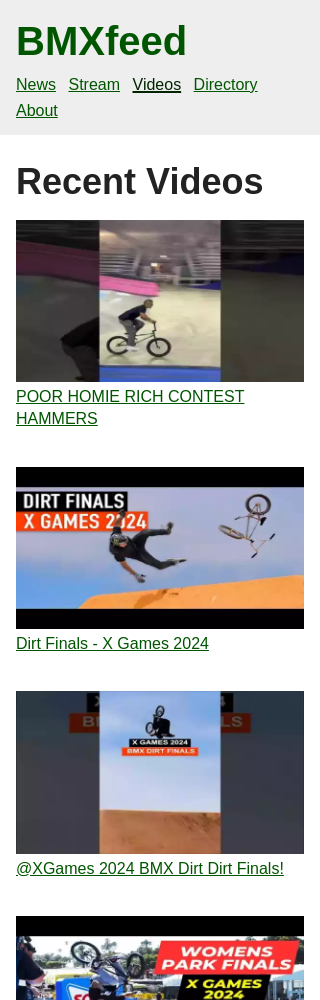 BMXfeed
News Stream Videos Directory
About
Recent Videos
POOR HOMIE RICH CONTEST
HAMMERS
DIRT FINALS
X GAMES 2024
Dirt Finals - X Games 2024
X GAMES 2024
BMX DIRT FINALS
@XGames 2024 BMX Dirt Dirt Finals!
WOMENS
PARK FINALS
X GAMES
2024